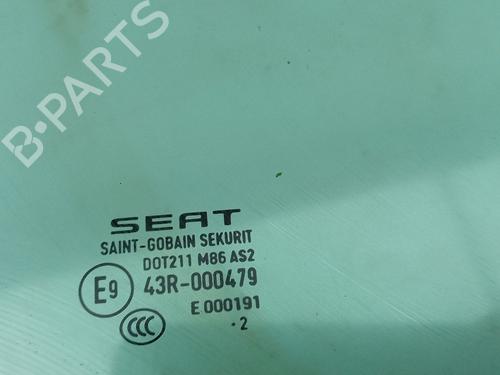 B-PARTS
SEAT
SAINT-GOBAIN SEKURIT
DOT211 M86 AS2
E9 43R-000479
E 000191
CCC
·2